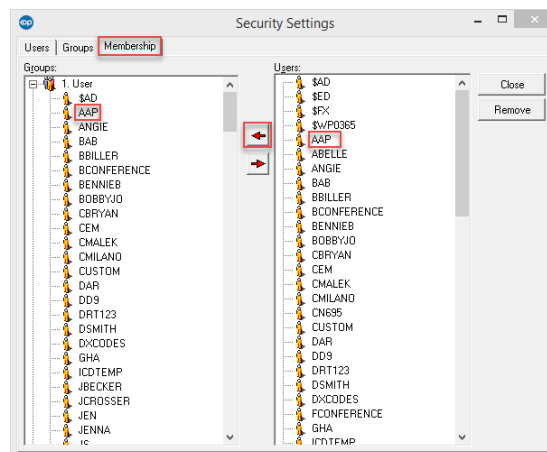 Security Settings
Users Groups Membership
Groups:
1. User
$AD
AAP
ANGIE
BAB
BBILLER
BCONFERENCE
BENNIEB
BOBBYJO
CBRYAN
CEM
CMALEK
CMILANO
CUSTOM
DAR
DD9
DRT123
DSMITH
DXCODES
GHA
ICDTEMP
JBECKER
JCROSSER
JEN
JENNA
Users:
$AD
$ED
$FX
$WP0365
AAP
ABELLE
ANGIE
BAB
BBILLER
BCONFERENCE
BENNIEB
BOBBYJO
CBRYAN
CEM
CMALEK
CMILANO
CN695
CUSTOM
DAR
DD9
DRT123
DSMITH
DXCODES
FCONFERENCE
GHA
ICDTEMP
Close
Remove